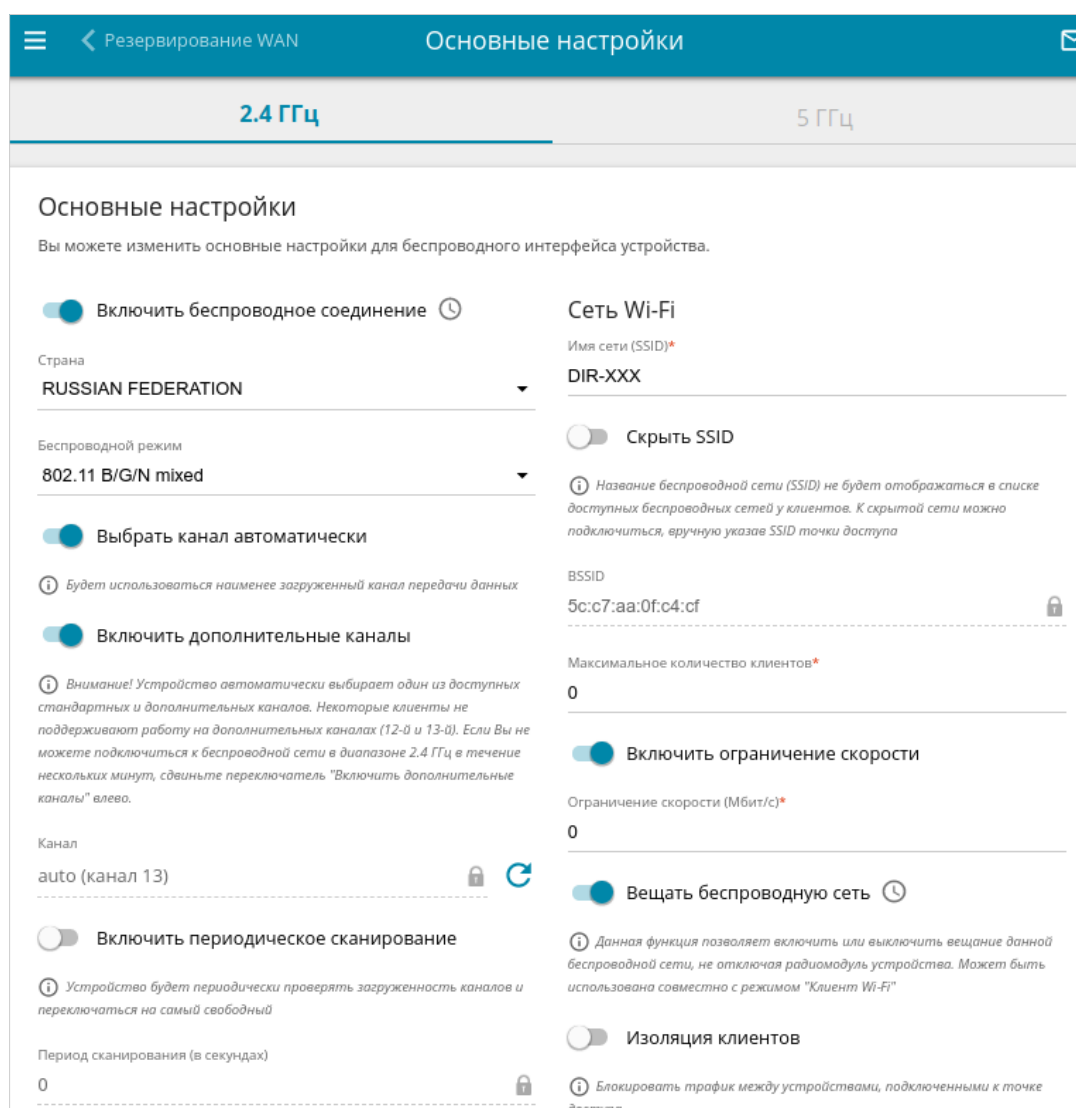 Резервирование WAN
Основные настройки
2.4 ГГц
5 ГГц
Основные настройки
Вы можете изменить основные настройки для беспроводного интерфейса устройства.
Включить беспроводное соединение
Страна
RUSSIAN FEDERATION
Беспроводной режим
802.11 B/G/N mixed
Выбрать канал автоматически
Будет использоваться наименее загруженный канал передачи данных
Включить дополнительные каналы
Внимание! Устройство автоматически выбирает один из доступных
стандартных и дополнительных каналов. Некоторые клиенты не
поддерживают работу на дополнительных каналах (12-й и 13-й). Если Вы не
можете подключиться к беспроводной сети в диапазоне 2.4 ГГц в течение
нескольких минут, сдвиньте переключатель "Включить дополнительные
каналы" влево.
Канал
auto (канал 13)
Включить периодическое сканирование
Устройство будет периодически проверять загруженность каналов и
переключаться на самый свободный
Период сканирования (в секундах)
0
Сеть Wi-Fi
Имя сети (SSID)*
DIR-XXX
Скрыть SSID
Название беспроводной сети (SSID) не будет отображаться в списке
доступных беспроводных сетей у клиентов. К скрытой сети можно
подключиться, вручную указав SSID точки доступа
BSSID
5c:c7:aa:0f:c4:cf
Максимальное количество клиентов*
0
Включить ограничение скорости
Ограничение скорости (Мбит/с)*
0
Вещать беспроводную сеть
Данная функция позволяет включить или выключить вещание данной
беспроводной сети, не отключая радиомодуль устройства. Может быть
использована совместно с режимом "Клиент Wi-Fi"
Изоляция клиентов
Блокировать трафик между устройствами, подключенными к точке